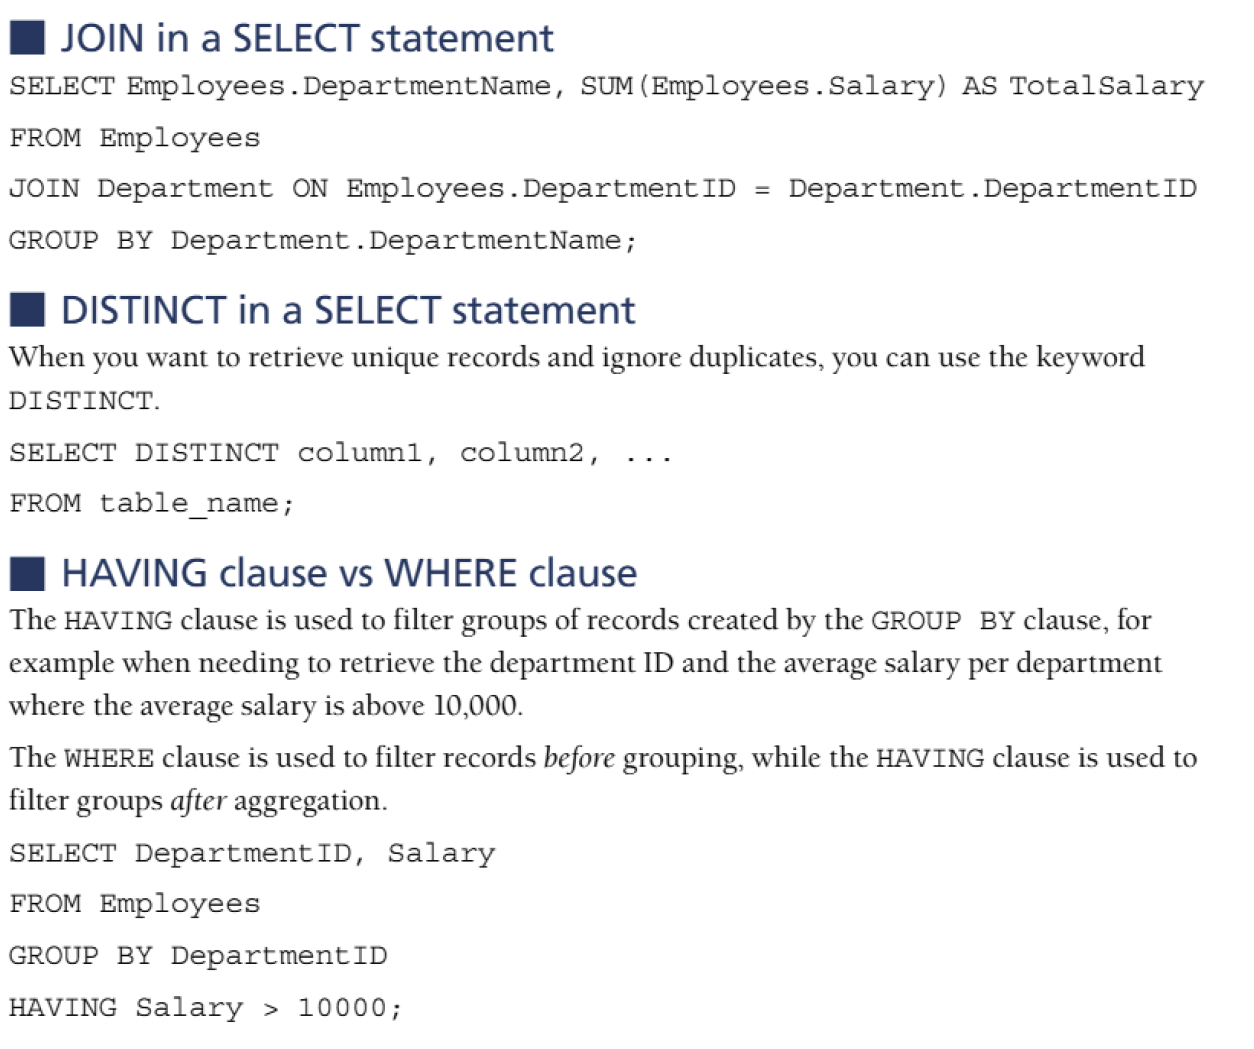 JOIN in a SELECT statement
SELECT Employees.DepartmentName, SUM(Employees.Salary) AS TotalSalary
FROM Employees
JOIN Department ON Employees.DepartmentID = Department.DepartmentID
GROUP BY Department.DepartmentName;
DISTINCT in a SELECT statement
When you want to retrieve unique records and ignore duplicates, you can use the keyword
DISTINCT.
SELECT DISTINCT column1, column2, ...
FROM table_name;
HAVING clause vs WHERE clause
The HAVING clause is used to filter groups of records created by the GROUP BY clause, for
example when needing to retrieve the department ID and the average salary per department
where the average salary is above 10,000.
The WHERE clause is used to filter records before grouping, while the HAVING clause is used to
filter groups after aggregation.
SELECT DepartmentID, Salary
FROM Employees
GROUP BY DepartmentID
HAVING Salary > 10000;